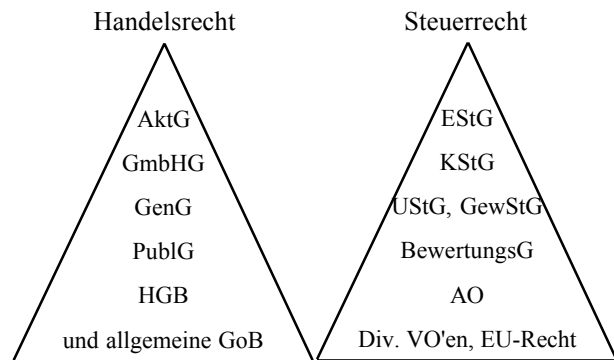 Handelsrecht
AktG
GmbHG
GenG
PublG
HGB
und allgemeine GoB
Steuerrecht
EStG
KStG
UStG, GewStG
BewertungsG
AO
Div. VO'en, EU-Recht